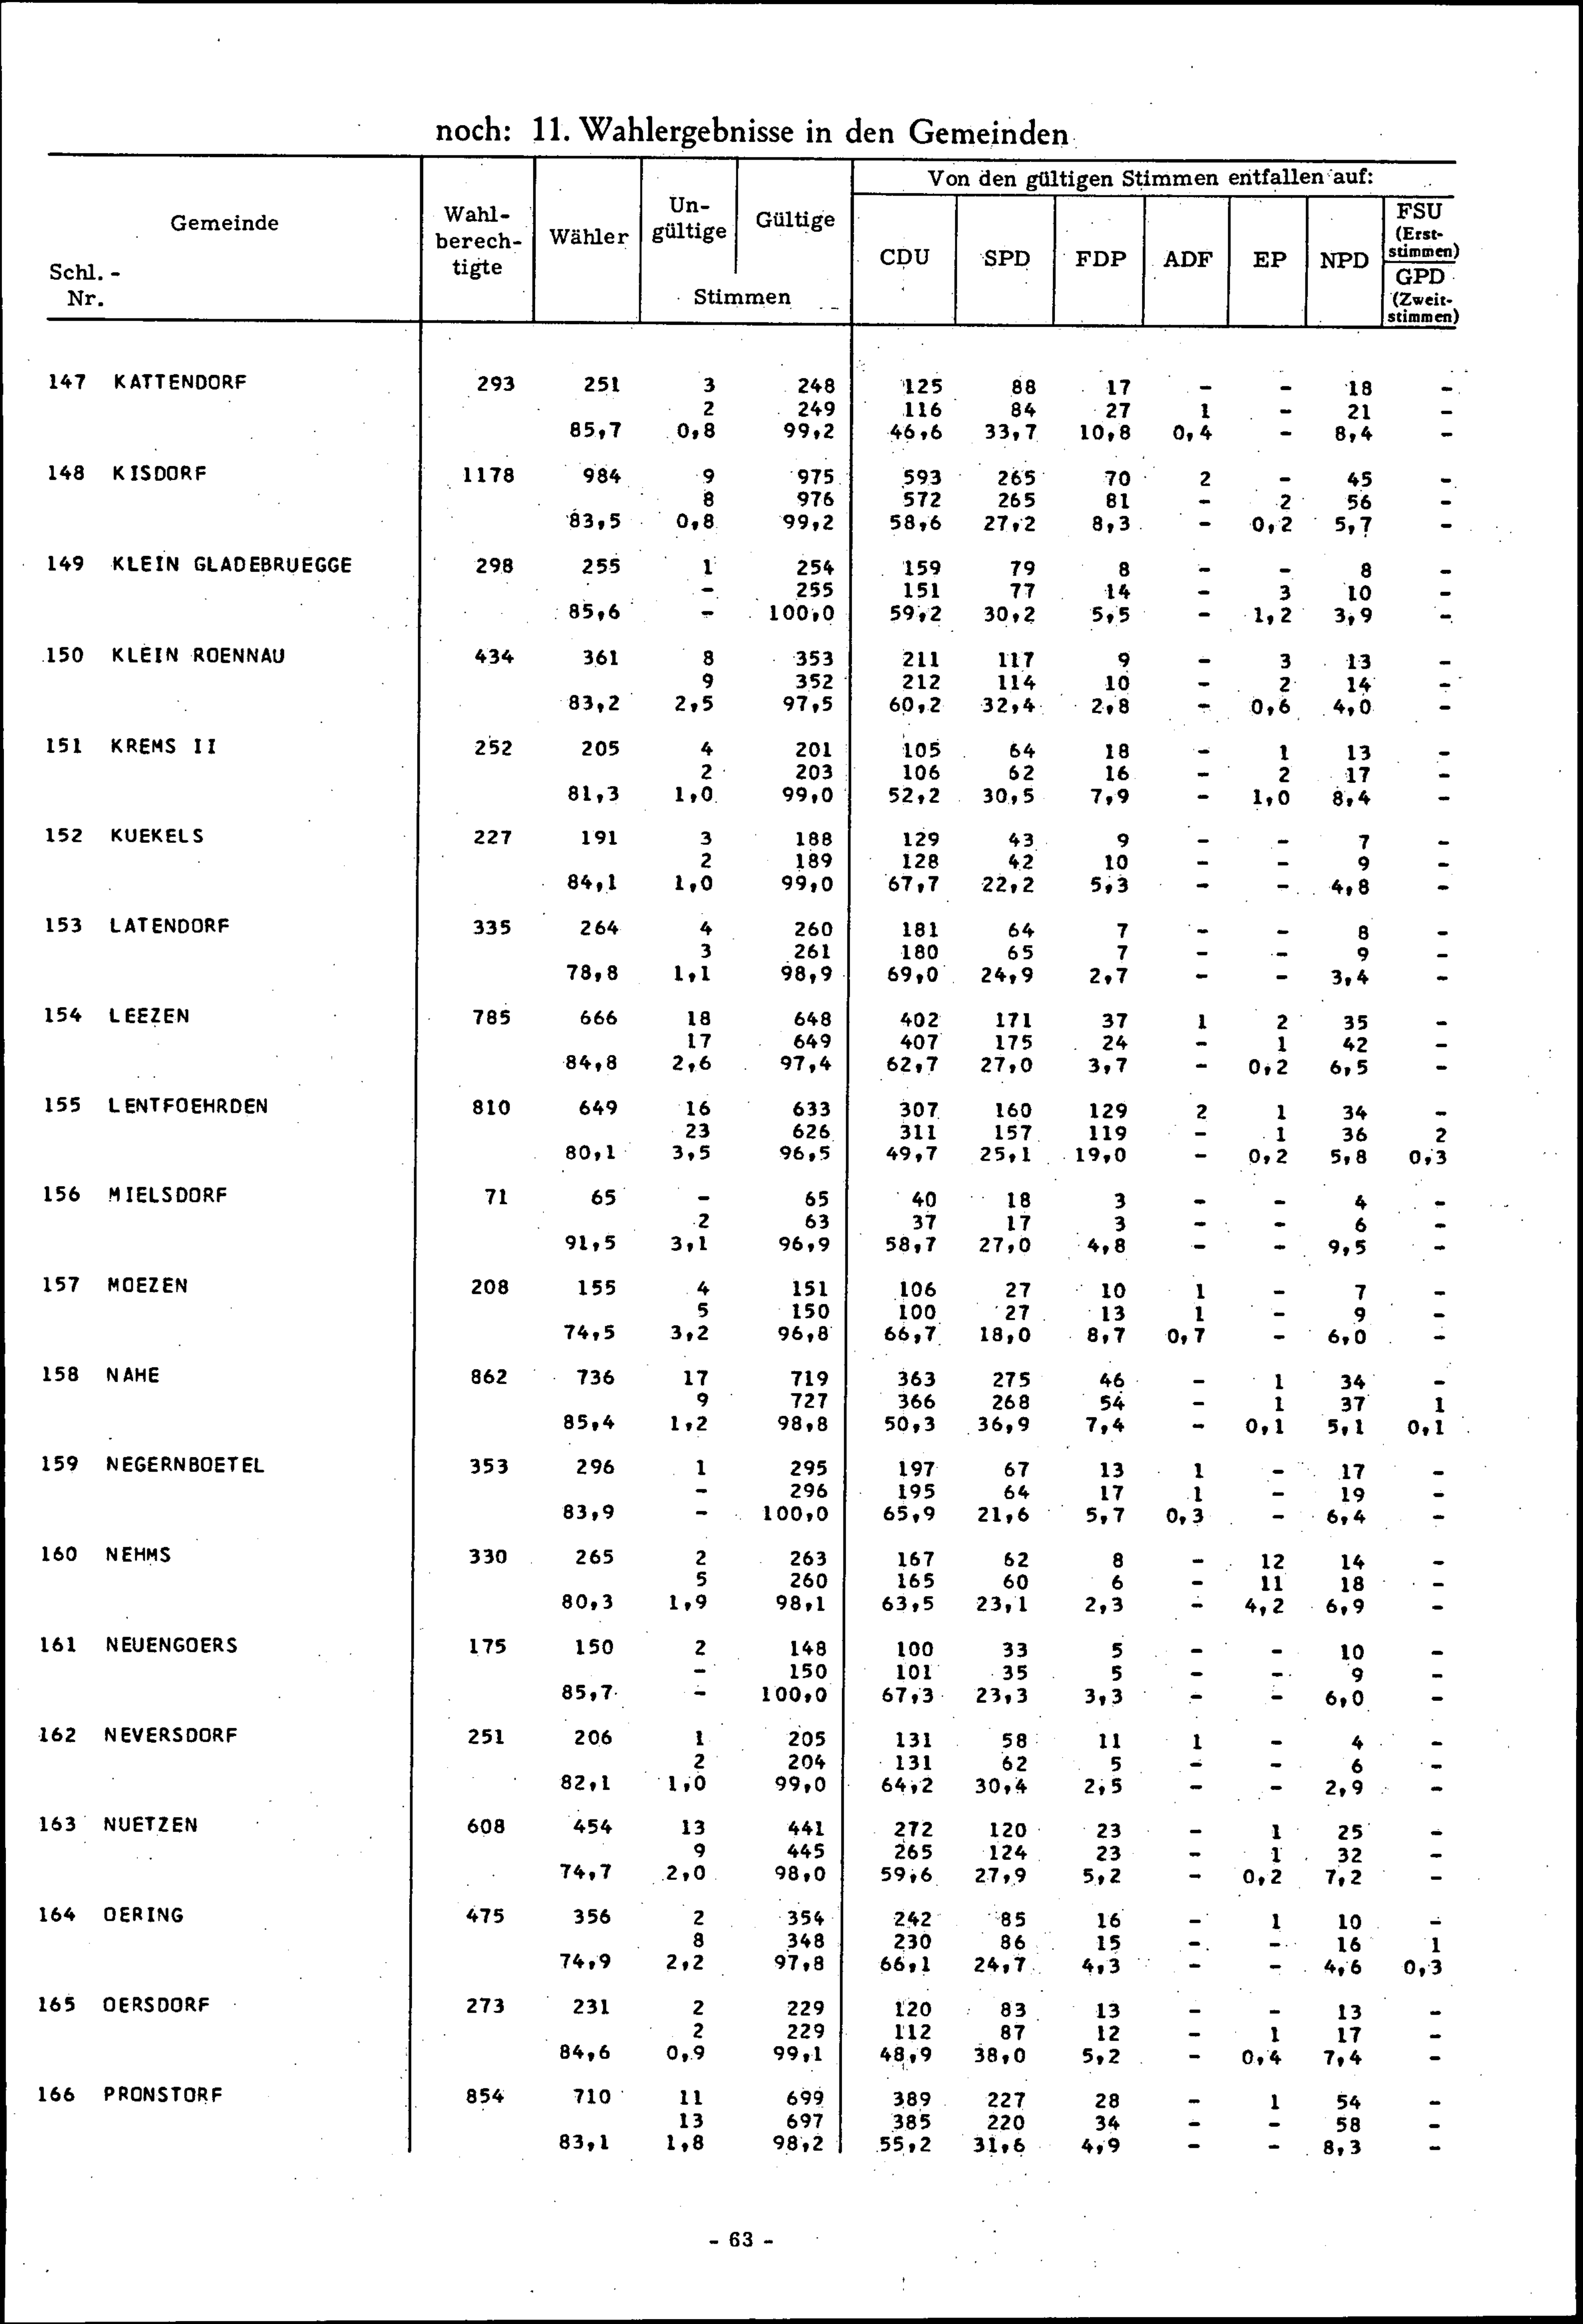 noch: 11. Wahlergebnisse in den Gemeinden
Gemeinde
Schl. -
Nr.
Wahl-
berech-
tigte
Wähler
Un-
gültige
Gültige
Stimmen
Von den gültigen Stimmen entfallen auf:
CDU SPD FDP ADF EP NPD
FSU
(Erst-
stimmen)
GPD
(Zweit-
stimmen)
147 KATTENDORF 293 251 3 248 125 88 17 - - 18 -
2 249 116 84 27 1 - 21 -
85,7 0,8 99,2 46,6 33,7 10,8 0,4 - 8,4 -
148 KISDORF 1178 984 9 975 593 265 70 2 - 45 -
8 976 572 265 81 - 2 56 -
83,5 0,8 99,2 58,6 27,2 8,3 - 0,2 5,7 -
149 KLEIN GLADEBRUEGGE 298 255 1 254 159 79 8 - - 8 -
- 255 151 77 14 - 3 10 -
85,6 - 100,0 59,2 30,2 5,5 - 1,2 3,9 -
150 KLEIN ROENNAU 434 361 8 353 211 117 9 - 3 13 -
9 352 212 114 10 - 2 14 -
83,2 2,5 97,5 60,2 32,4 2,8 - 0,6 4,0 -
151 KREMS II 252 205 4 201 105 64 18 - 1 13 -
2 203 106 62 16 - 2 17 -
81,3 1,0 99,0 52,2 30,5 7,9 - 1,0 8,4 -
152 KUEKELS 227 191 3 188 129 43 9 - - 7 -
2 189 128 42 10 - - 9 -
84,1 1,0 99,0 67,7 22,2 5,3 - - 4,8 -
153 LATENDORF 335 264 4 260 181 64 7 - - 8 -
3 261 180 65 7 - - 9 -
78,8 1,1 98,9 69,0 24,9 2,7 - - 3,4 -
154 LEEZEN 785 666 18 648 402 171 37 1 2 35 -
17 649 407 175 24 - 1 42 -
84,8 2,6 97,4 62,7 27,0 3,7 - 0,2 6,5 -
155 LENTFOEHRDEN 810 649 16 633 307 160 129 2 1 34 -
23 626 311 157 119 - 1 36 2
80,1 3,5 96,5 49,7 25,1 19,0 - 0,2 5,8 0,3
156 MIELSDORF 71 65 - 65 40 18 3 - - 4 -
2 63 37 17 3 - - 6 -
91,5 3,1 96,9 58,7 27,0 4,8 - - 9,5 -
157 MOEZEN 208 155 4 151 106 27 10 1 - 7 -
5 150 100 27 13 1 - 9 -
74,5 3,2 96,8 66,7 18,0 8,7 0,7 - 6,0 -
158 NAHE 862 736 17 719 363 275 46 - 1 34 -
9 727 366 268 54 - 1 37 1
85,4 1,2 98,8 50,3 36,9 7,4 - 0,1 5,1 0,1
159 NEGERNBOETEL 353 296 1 295 197 67 13 1 - 17 -
- 296 195 64 17 1 - 19 -
83,9 - 100,0 65,9 21,6 5,7 0,3 - 6,4 -
160 NEHMS 330 265 2 263 167 62 8 - 12 14 -
5 260 165 60 6 - 11 18 -
80,3 1,9 98,1 63,5 23,1 2,3 - 4,2 6,9 -
161 NEUENGOERS 175 150 2 148 100 33 5 - - 10 -
- 150 101 35 5 - - 9 -
85,7 - 100,0 67,3 23,3 3,3 - - 6,0 -
162 NEVERSDORF 251 206 1 205 131 58 11 1 - 4 -
2 204 131 62 5 - - 6 -
82,1 1,0 99,0 64,2 30,4 2,5 - - 2,9 -
163 NUETZEN 608 454 13 441 272 120 23 - 1 25 -
9 445 265 124 23 - 1 32 -
74,7 2,0 98,0 59,6 27,9 5,2 - 0,2 7,2 -
164 OERING 475 356 2 354 242 85 16 - 1 10 -
8 348 230 86 15 - - 16 1
74,9 2,2 97,8 66,1 24,7 4,3 - - 4,6 0,3
165 OERSDORF 273 231 2 229 120 83 13 - - 13 -
2 229 112 87 12 - 1 17 -
84,6 0,9 99,1 48,9 38,0 5,2 - 0,4 7,4 -
166 PRONSTORF 854 710 11 699 389 227 28 - 1 54 -
13 697 385 220 34 - - 58 -
83,1 1,8 98,2 55,2 31,6 4,9 - - 8,3 -
- 63 -